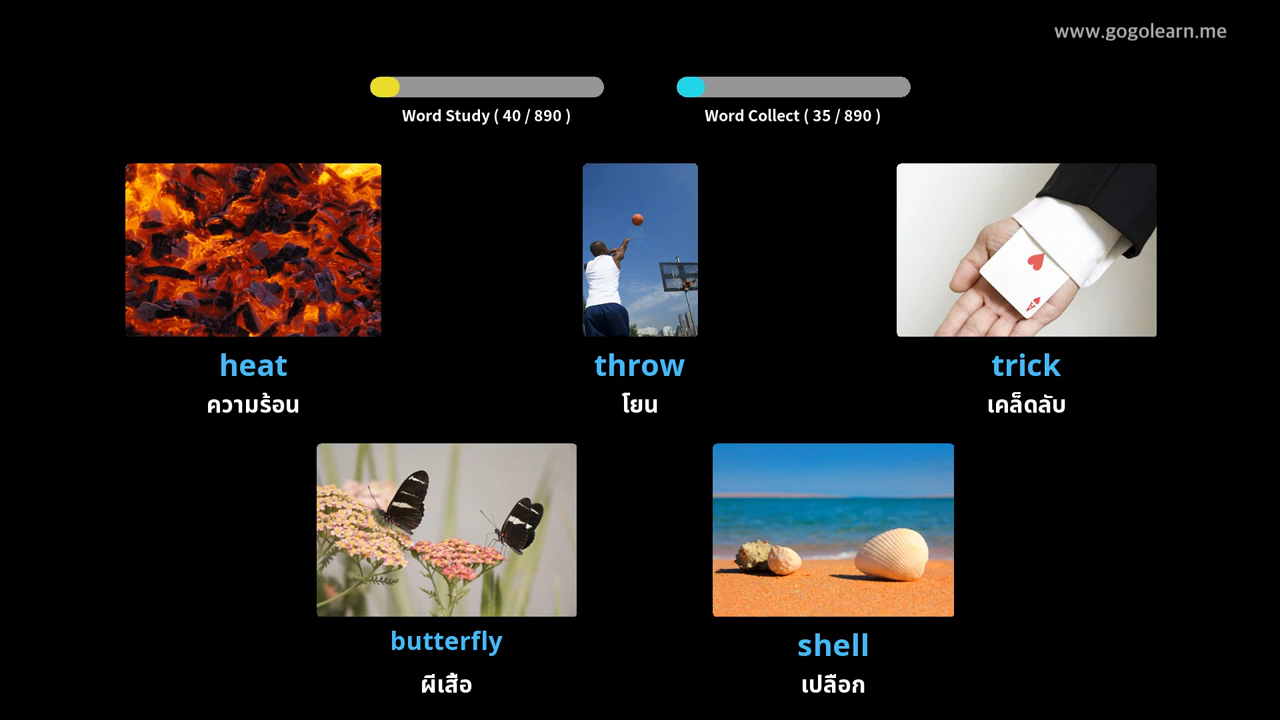 www.gogolearn.me
Word Study ( 40 / 890 )
Word Collect ( 35 / 890 )
heat
ความร้อน
throw
โยน
trick
เคล็ดลับ
butterfly
ผีเสื้อ
shell
เปลือก